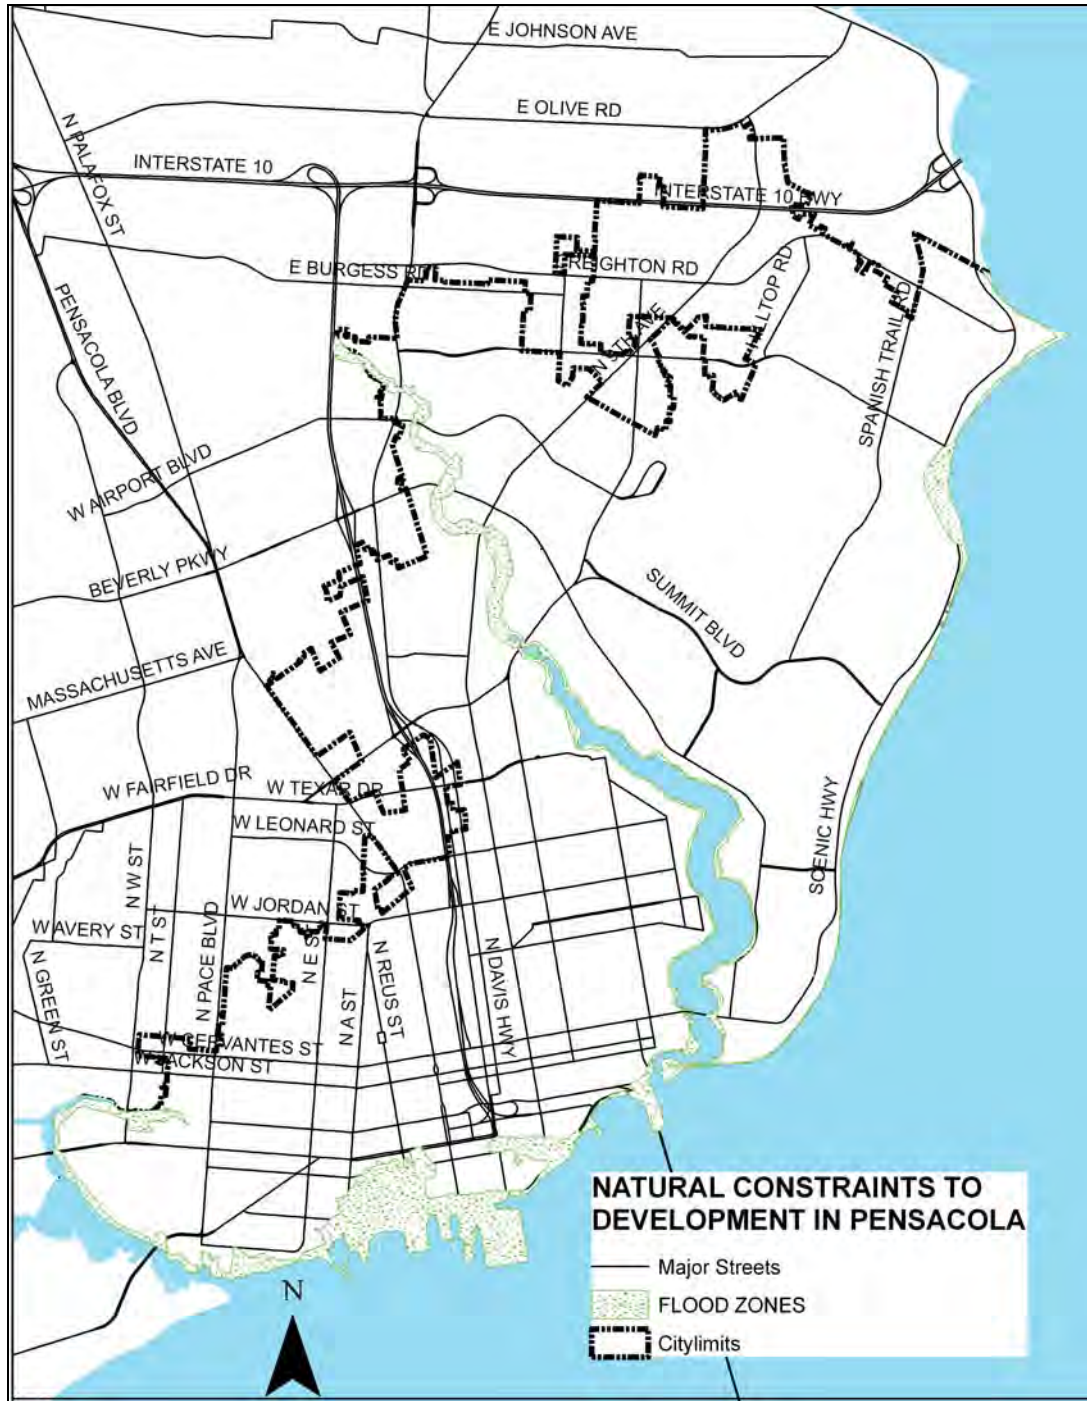 E JOHNSON AVE
E OLIVE RD
N PALAFOX ST
INTERSTATE 10
INTERSTATE 10 HWY
E BURGESS RD
REIGHTON RD
PENSACOLA BLVD
HILLTOP RD
N 9TH AVE
SPANISH TRAIL RD
W AIRPORT BLVD
BEVERLY PKWY
SUMMIT BLVD
MASSACHUSETTS AVE
W FAIRFIELD DR
W TEXAR DR
W LEONARD ST
SCENIC HWY
N W ST
W JORDAN ST
W AVERY ST
N T ST
N PACE BLVD
N E ST
N REUS ST
N DAVIS HWY
N GREEN ST
N A ST
W CERVANTES ST
W JACKSON ST
NATURAL CONSTRAINTS TO
DEVELOPMENT IN PENSACOLA
Major Streets
FLOOD ZONES
Citylimits
N